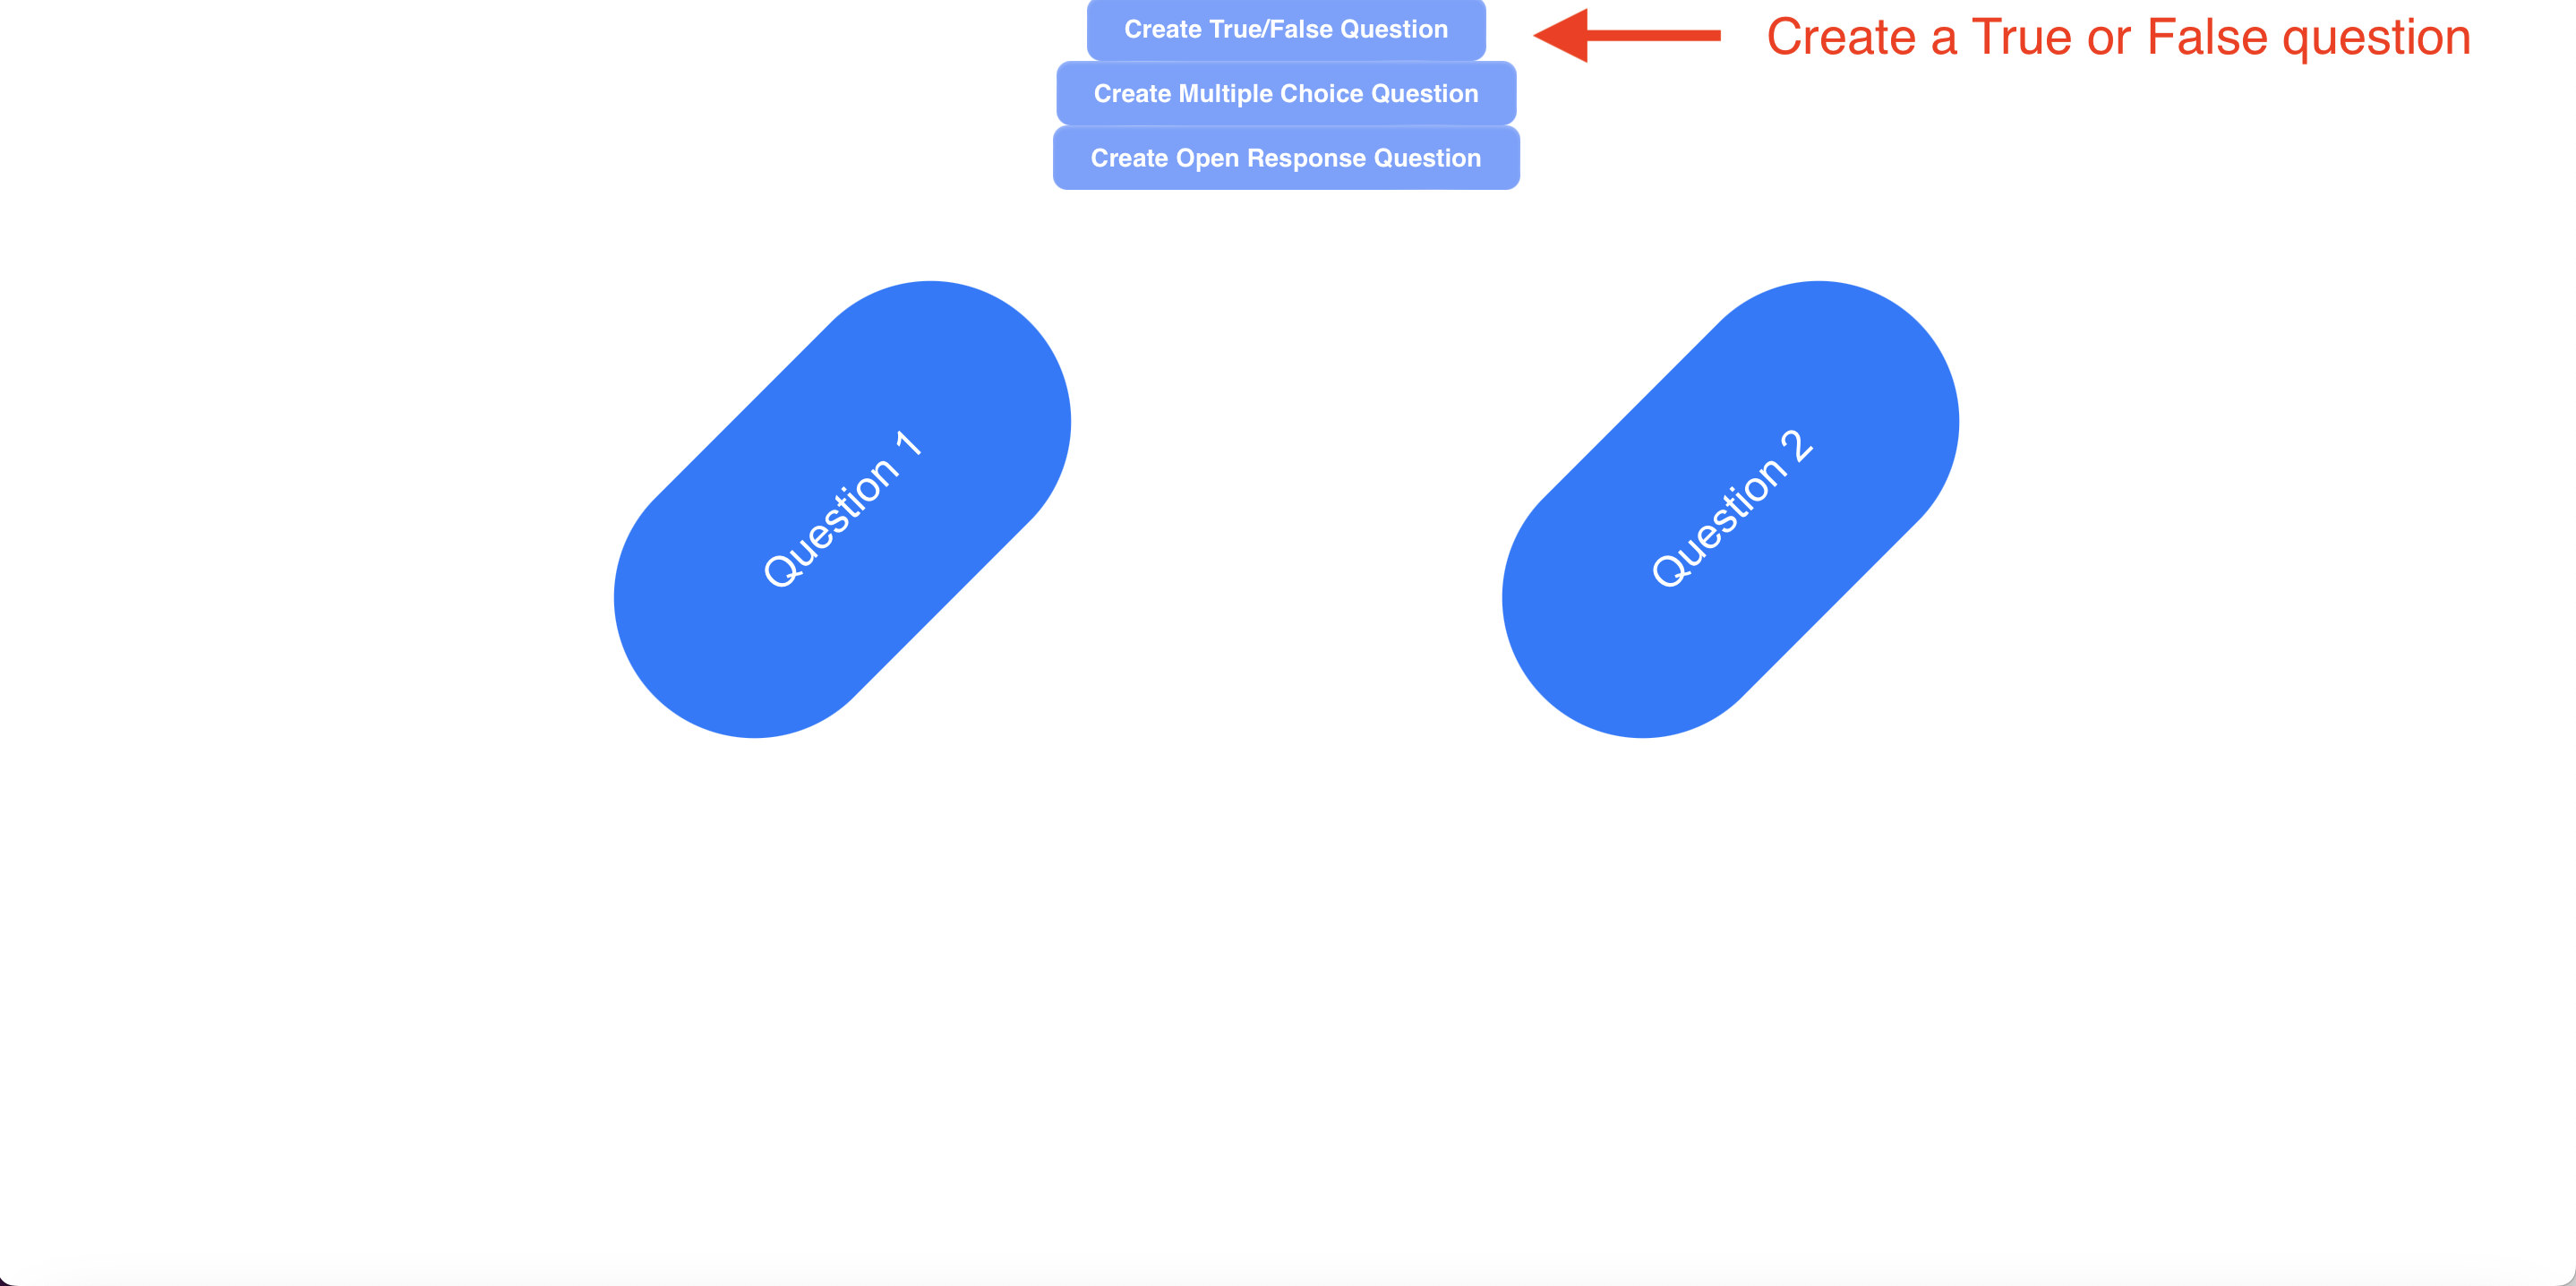 Create True/False Question
Create a True or False question
Create Multiple Choice Question
Create Open Response Question
Question 1
Question 2